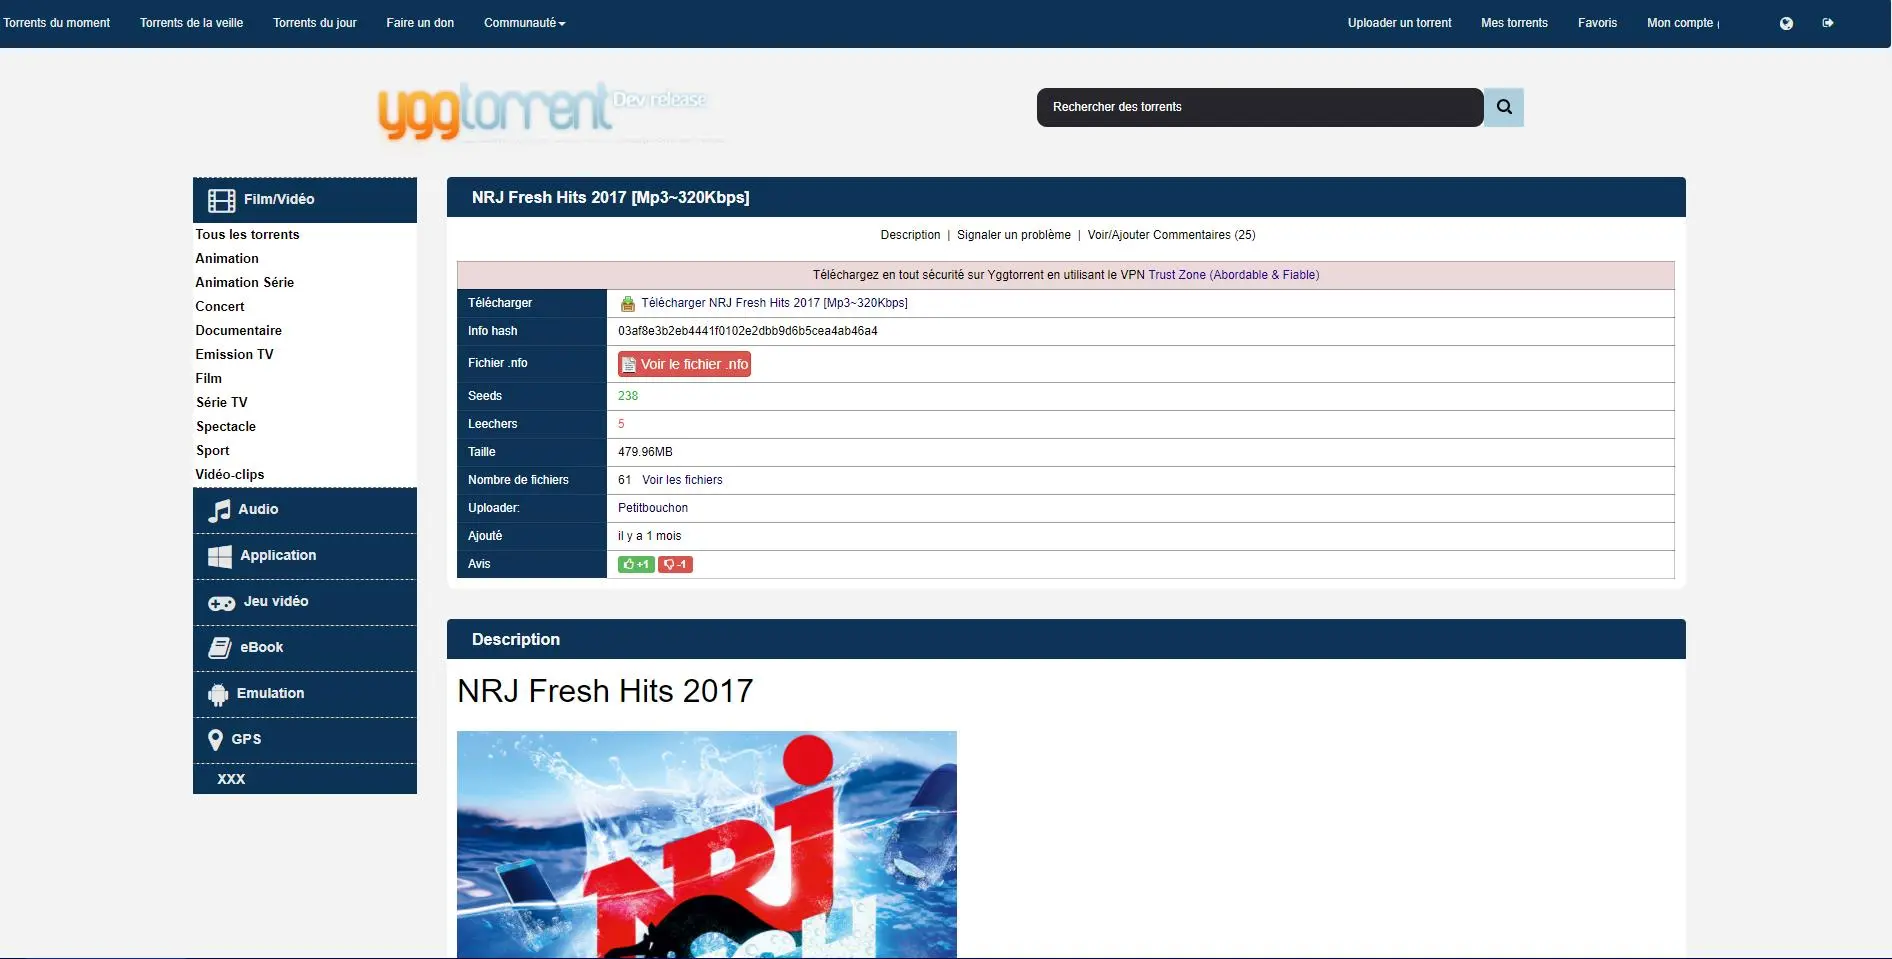 Torrents du moment Torrents de la veille Torrents du jour Faire un don Communauté Uploader un torrent Mes torrents Favoris Mon compte
yggtorrent Dev release
Rechercher des torrents
Film/Vidéo
Tous les torrents
Animation
Animation Série
Concert
Documentaire
Emission TV
Film
Série TV
Spectacle
Sport
Vidéo-clips
Audio
Application
Jeu vidéo
eBook
Emulation
GPS
XXX
NRJ Fresh Hits 2017 [Mp3~320Kbps]
Description | Signaler un problème | Voir/Ajouter Commentaires (25)
Téléchargez en tout sécurité sur Yggtorrent en utilisant le VPN Trust Zone (Abordable & Fiable)
Télécharger Télécharger NRJ Fresh Hits 2017 [Mp3~320Kbps]
Info hash 03af8e3b2eb4441f0102e2dbb9d6b5cea4ab46a4
Fichier .nfo Voir le fichier .nfo
Seeds 238
Leechers 5
Taille 479.96MB
Nombre de fichiers 61 Voir les fichiers
Uploader: Petitbouchon
Ajouté il y a 1 mois
Avis +1 -1
Description
NRJ Fresh Hits 2017
NRJ